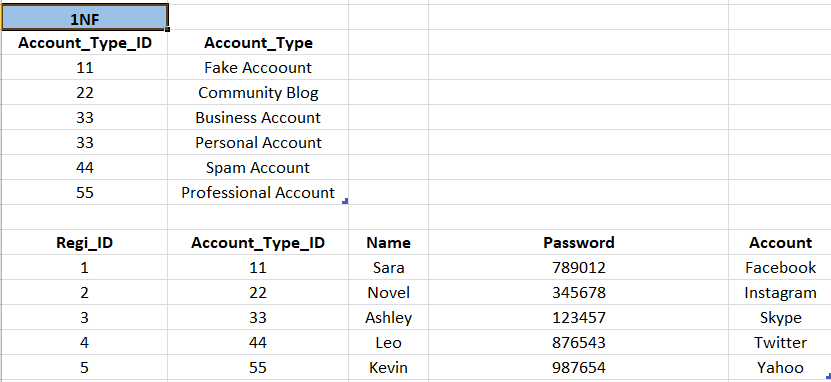 1NF
Account_Type_ID Account_Type
11 Fake Accoount
22 Community Blog
33 Business Account
33 Personal Account
44 Spam Account
55 Professional Account
Regi_ID Account_Type_ID Name Password Account
1 11 Sara 789012 Facebook
2 22 Novel 345678 Instagram
3 33 Ashley 123457 Skype
4 44 Leo 876543 Twitter
5 55 Kevin 987654 Yahoo